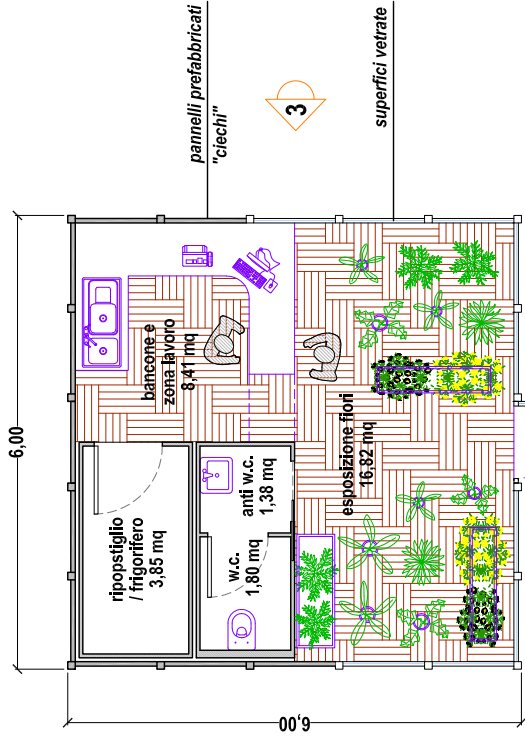 pannelli prefabbricati
"ciechi"
3
superfici vetrate
6,00
bancone e
zona lavoro
8,41 mq
ripopstiglio
/ frigorifero
3,85 mq
anti w.c.
1,38 mq
w.c.
1,80 mq
esposizione fiori
16.82 mq
6,00